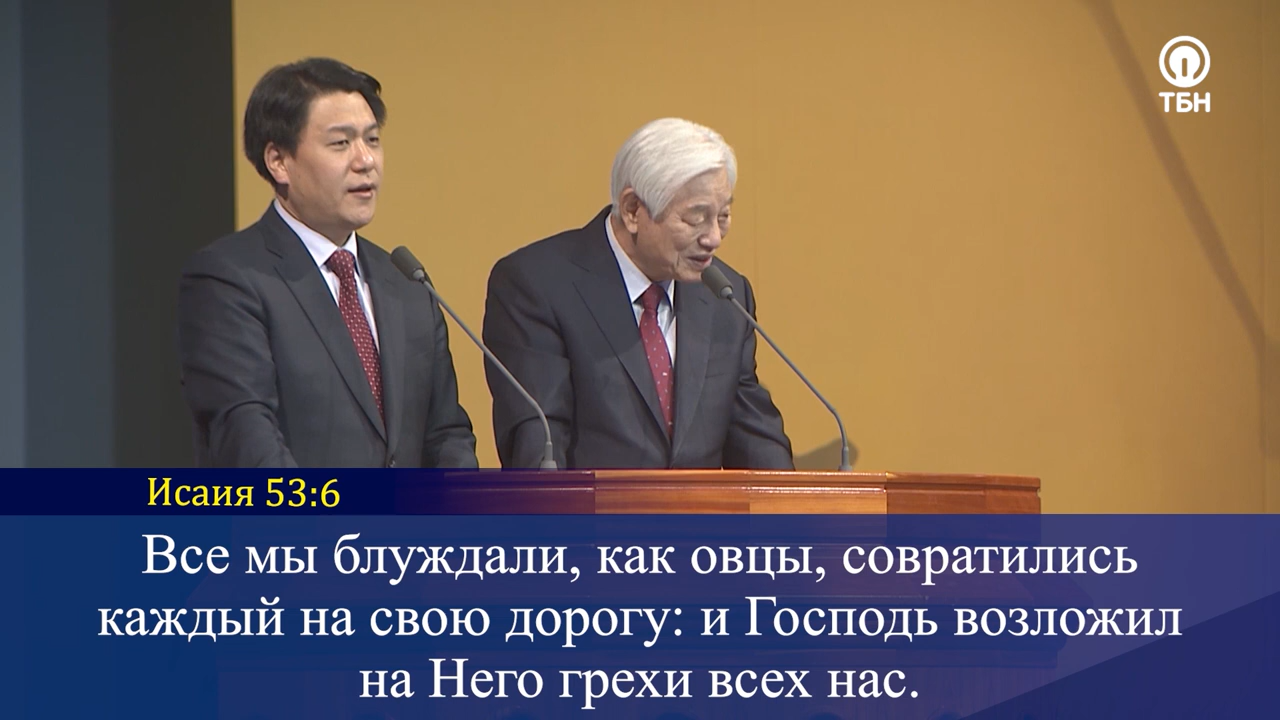 ТБН
Исаия 53:6
Все мы блуждали, как овцы, совратились
каждый на свою дорогу: и Господь возложил
на Него грехи всех нас.